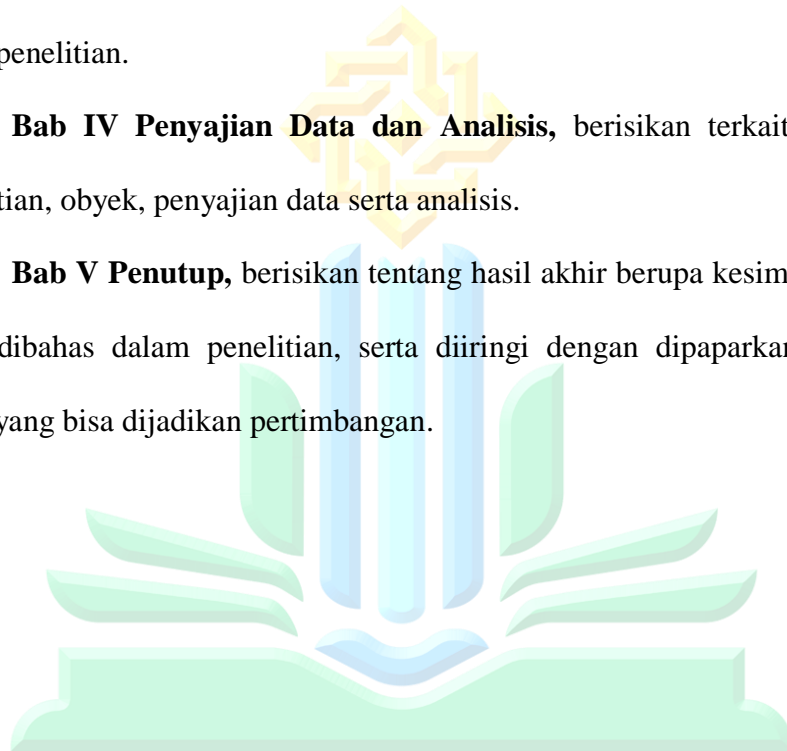 penelitian.
Bab IV Penyajian Data dan Analisis, berisikan terkait
tian, obyek, penyajian data serta analisis.
Bab V Penutup, berisikan tentang hasil akhir berupa kesim
dibahas dalam penelitian, serta diiringi dengan dipaparkan
yang bisa dijadikan pertimbangan.